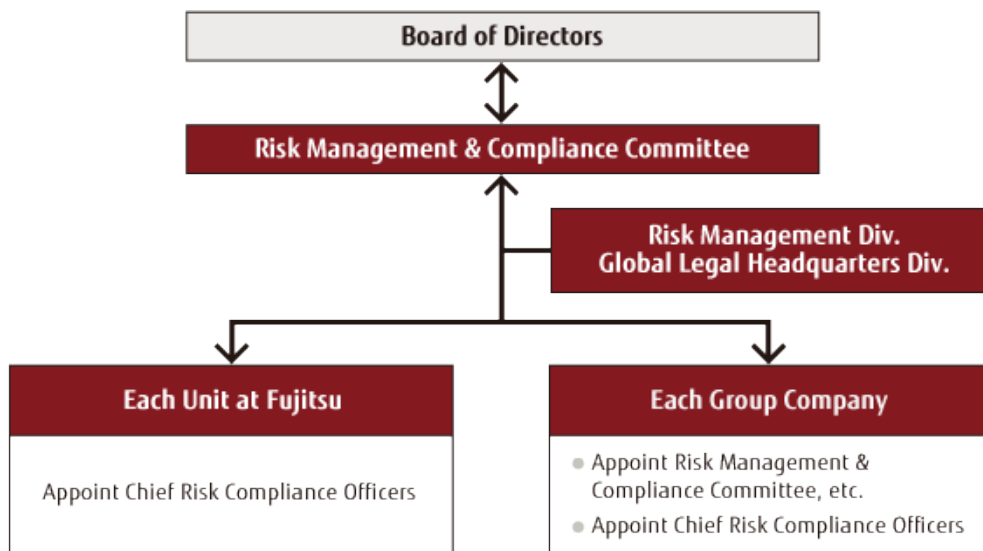 Board of Directors
Risk Management & Compliance Committee
Risk Management Div.
Global Legal Headquarters Div.
Each Unit at Fujitsu
Appoint Chief Risk Compliance Officers
Each Group Company
Appoint Risk Management &
Compliance Committee, etc.
Appoint Chief Risk Compliance Officers